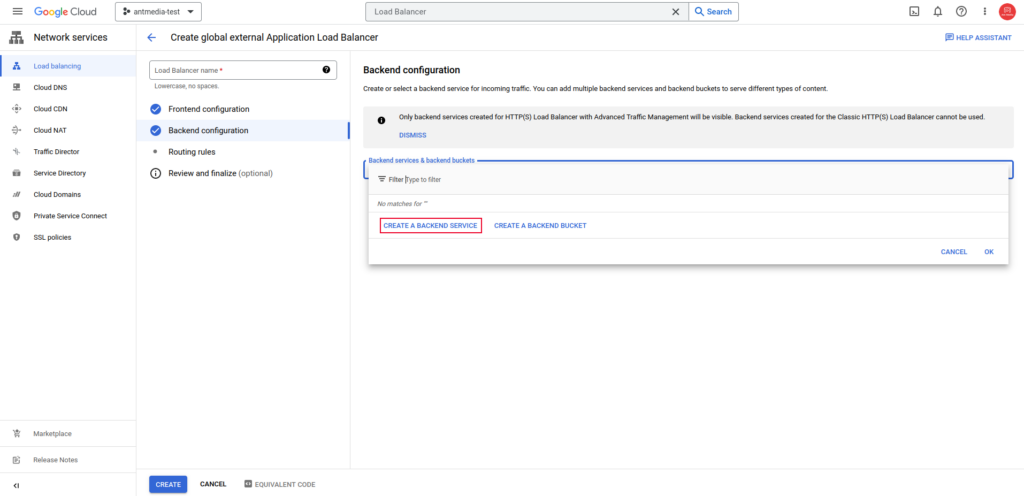 Google Cloud
antmedia-test
Load Balancer
Search
Network services
Create global external Application Load Balancer
HELP ASSISTANT
Load balancing
Cloud DNS
Cloud CDN
Cloud NAT
Traffic Director
Service Directory
Cloud Domains
Private Service Connect
SSL policies
Marketplace
Release Notes
Load Balancer name *
Lowercase, no spaces.
Frontend configuration
Backend configuration
Routing rules
Review and finalize (optional)
Backend configuration
Create or select a backend service for incoming traffic. You can add multiple backend services and backend buckets to serve different types of content.
Only backend services created for HTTP(S) Load Balancer with Advanced Traffic Management will be visible. Backend services created for the Classic HTTP(S) Load Balancer cannot be used.
DISMISS
Backend services & backend buckets
Filter Type to filter
No matches for ""
CREATE A BACKEND SERVICE CREATE A BACKEND BUCKET
CANCEL OK
CREATE CANCEL EQUIVALENT CODE